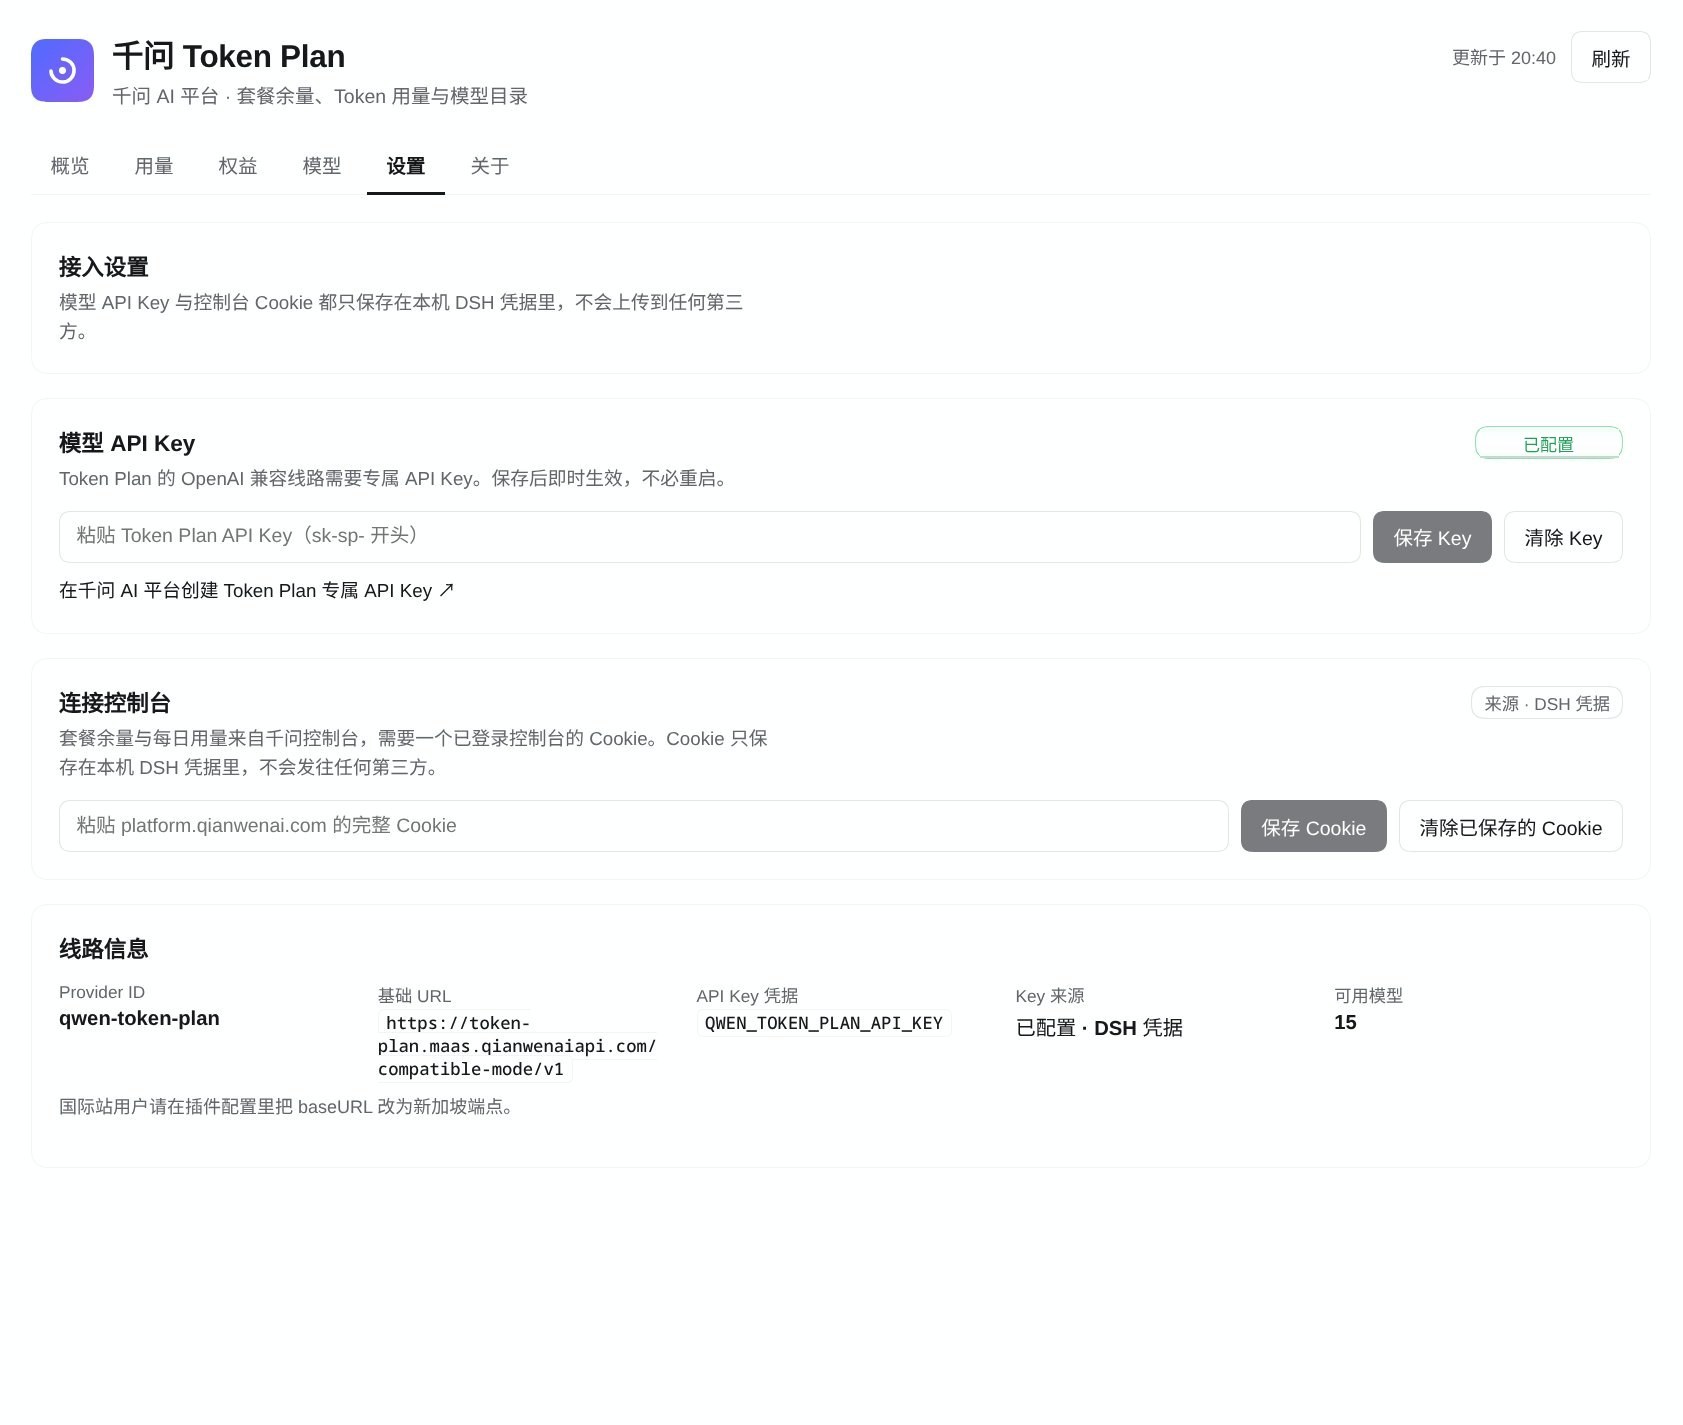 千问 Token Plan
千问 AI 平台 · 套餐余量、Token 用量与模型目录
更新于 20:40
刷新
概览
用量
权益
模型
设置
关于
接入设置
模型 API Key 与控制台 Cookie 都只保存在本机 DSH 凭据里，不会上传到任何第三
方。
模型 API Key
已配置
Token Plan 的 OpenAI 兼容线路需要专属 API Key。保存后即时生效，不必重启。
粘贴 Token Plan API Key（sk-sp- 开头）
保存 Key
清除 Key
在千问 AI 平台创建 Token Plan 专属 API Key ↗
连接控制台
来源 · DSH 凭据
套餐余量与每日用量来自千问控制台，需要一个已登录控制台的 Cookie。Cookie 只保
存在本机 DSH 凭据里，不会发往任何第三方。
粘贴 platform.qianwenai.com 的完整 Cookie
保存 Cookie
清除已保存的 Cookie
线路信息
Provider ID
qwen-token-plan
基础 URL
https://token-
plan.maas.qianwenaiapi.com/
compatible-mode/v1
API Key 凭据
QWEN_TOKEN_PLAN_API_KEY
Key 来源
已配置 · DSH 凭据
可用模型
15
国际站用户请在插件配置里把 baseURL 改为新加坡端点。